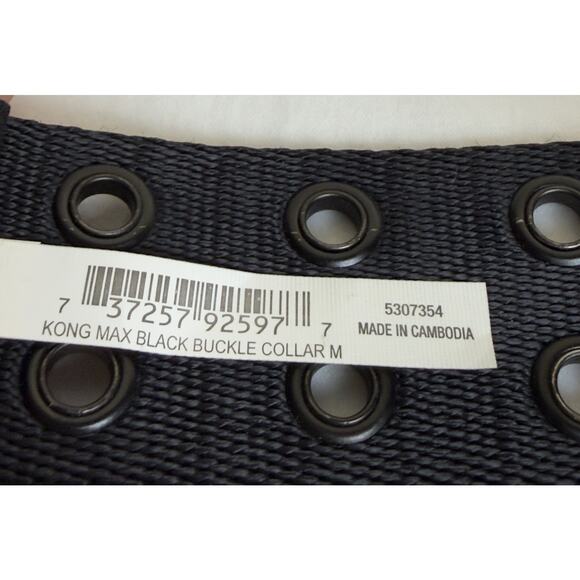 7 37257 92597 7
KONG MAX BLACK BUCKLE COLLAR M
5307354
MADE IN CAMBODIA